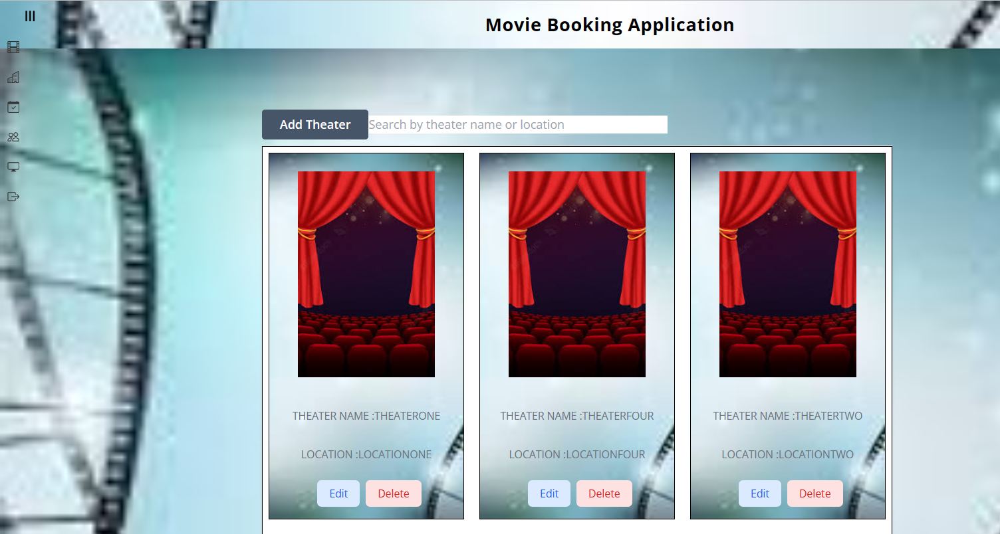 Movie Booking Application
Add Theater
Search by theater name or location
THEATER NAME :THEATERONE
LOCATION :LOCATIONONE
Edit
Delete
THEATER NAME :THEATERFOUR
LOCATION :LOCATIONFOUR
Edit
Delete
THEATER NAME :THEATERTWO
LOCATION :LOCATIONTWO
Edit
Delete